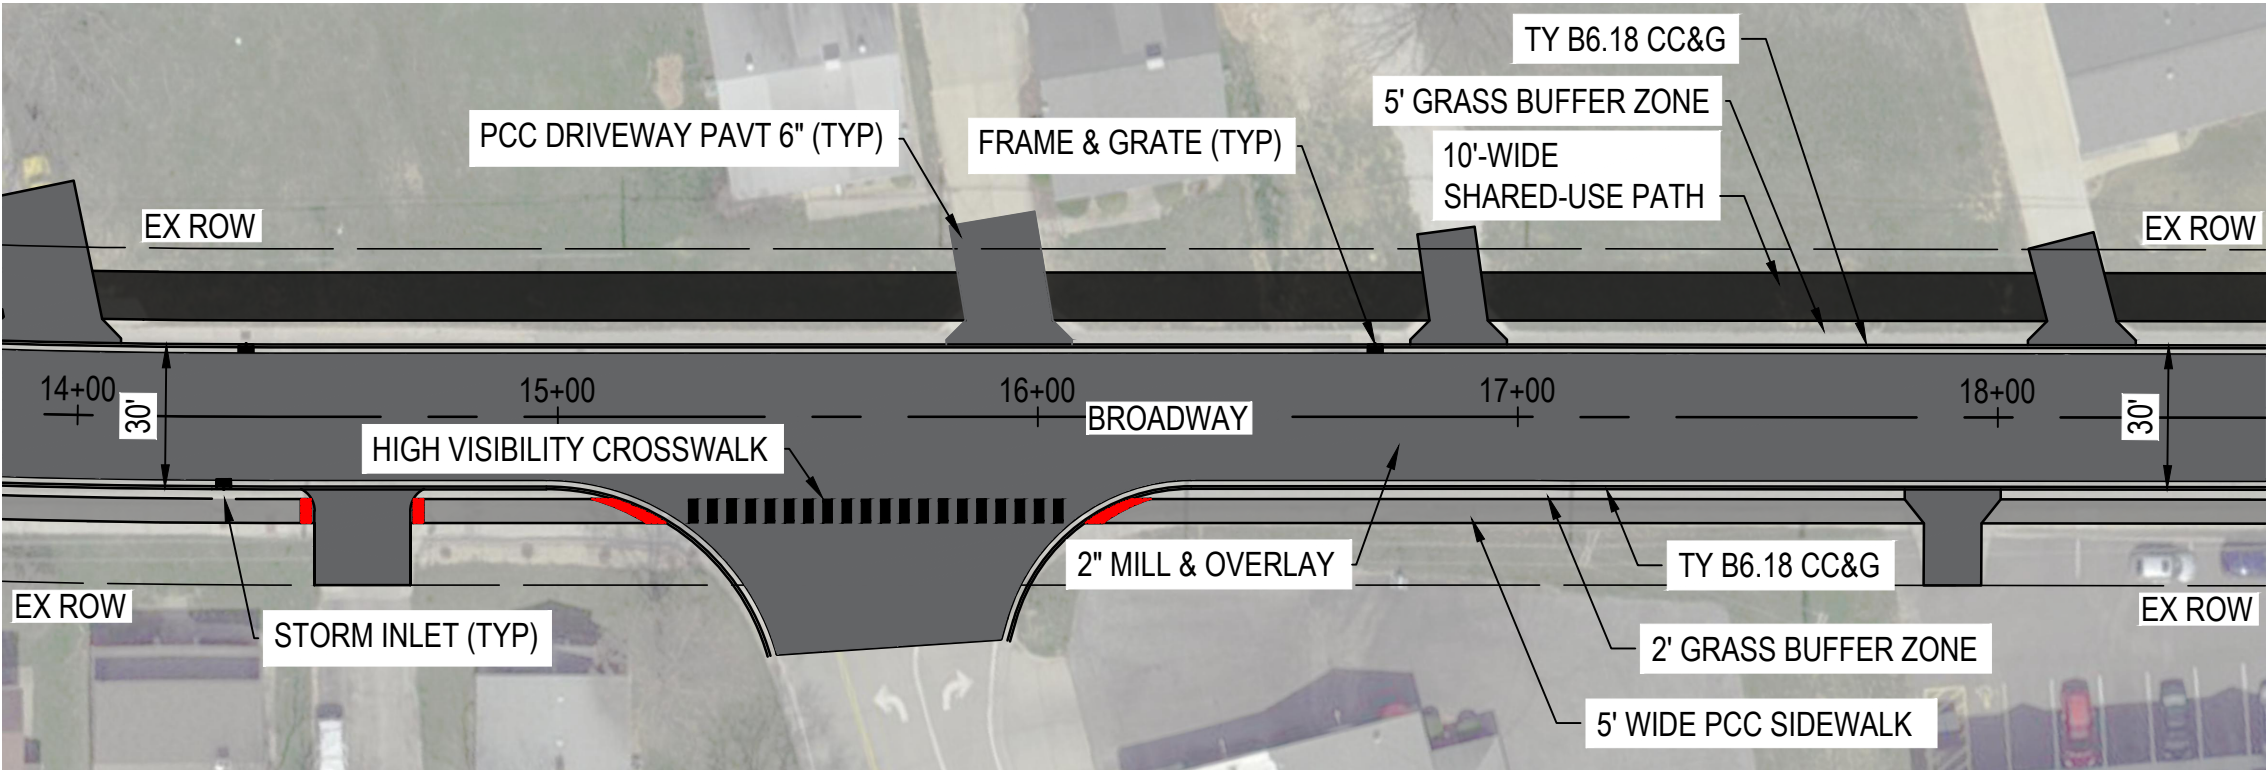 TY B6.18 CC&G
5' GRASS BUFFER ZONE
PCC DRIVEWAY PAVT 6" (TYP)
FRAME & GRATE (TYP)
10'-WIDE
SHARED-USE PATH
EX ROW
EX ROW
14+00
15+00
16+00
17+00
18+00
30'
BROADWAY
30'
HIGH VISIBILITY CROSSWALK
2" MILL & OVERLAY
TY B6.18 CC&G
EX ROW
EX ROW
STORM INLET (TYP)
2' GRASS BUFFER ZONE
5' WIDE PCC SIDEWALK